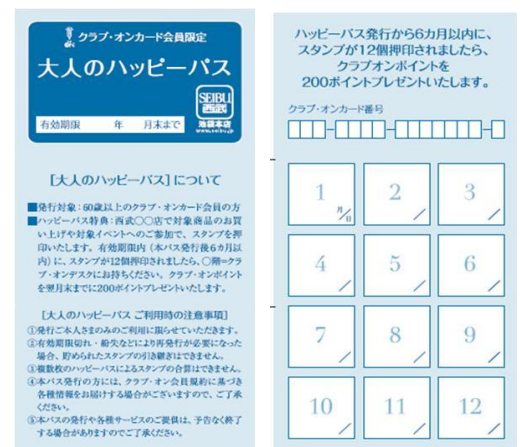 クラブ・オンカード会員限定
大人のハッピーパス
SEIBU
西武
池袋本店
www.seibu.jp
有効期限 年 月末まで
[大人のハッピーパス]について
■発行対象:60歳以上のクラブ・オンカード会員の方
■ハッピーパス特典:西武○○店で対象商品のお買
い上げや対象イベントへのご参加で、スタンプを押
印いたします。有効期限内(本パス発行後6カ月以
内)に、スタンプが12個押印されましたら、○階=クラ
ブ・オンデスクにお持ちください。クラブ・オンポイント
を翌月末までに200ポイントプレゼントいたします。
[大人のハッピーパス ご利用時の注意事項]
①発行ご本人さまのみのご利用に限らせていただきます。
②有効期限切れ・紛失などにより再発行が必要になった
場合、貯められたスタンプの引き継ぎはできません。
③複数枚のハッピーパスによるスタンプの合算はできません。
④本パス発行の方には、クラブ・オン会員規約に基づき
各種情報をお届けする場合がございますので、ご了承
ください。
⑤本パスの発行や各種サービスのご提供は、予告なく終了
する場合がありますのでご了承ください。
ハッピーパス発行から6カ月以内に、
スタンプが12個押印されましたら、
クラブオンポイントを
200ポイントプレゼントいたします。
クラブ・オンカード番号
1 月/日 2 / 3 /
4 / 5 / 6 /
7 / 8 / 9 /
10 / 11 / 12 /